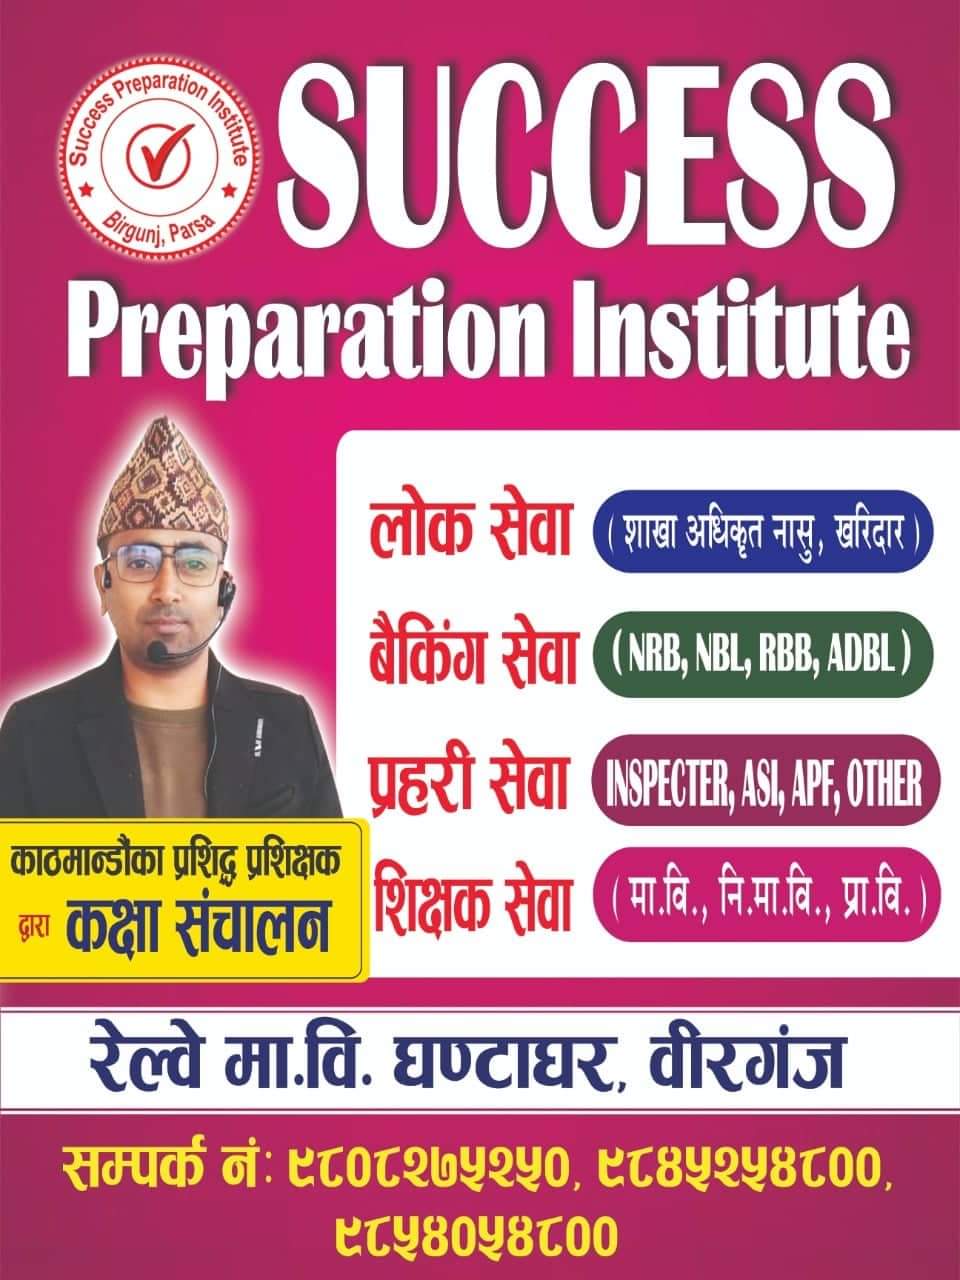 Success Preparation Institute
Birgunj, Parsa
SUCCESS
Preparation Institute
लोक सेवा ( शाखा अधिकृत नासु, खरिदार )
बैकिंग सेवा ( NRB, NBL, RBB, ADBL )
प्रहरी सेवा INSPECTER, ASI, APF, OTHER
शिक्षक सेवा ( मा.वि., नि.मा.वि., प्रा.वि. )
काठमान्डौंका प्रशिद्ध प्रशिक्षक
द्वारा कक्षा संचालन
रेल्वे मा.वि. घण्टाघर, वीरगंज
सम्पर्क नंः ९८०८२७५२५०, ९८४५२५४८००,
९८५४०५४८००